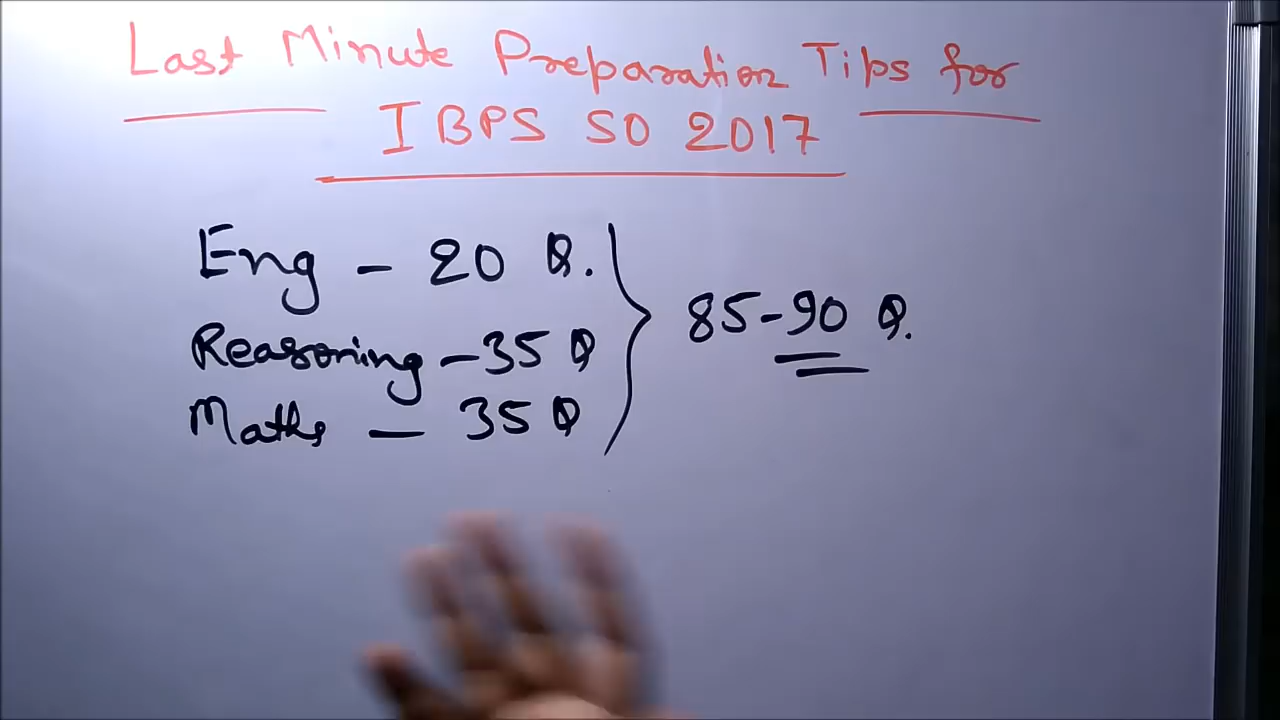 Last Minute Preparation Tips for
IBPS SO 2017
Eng - 20 Q.
Reasoning - 35 Q
Maths - 35 Q
85-90 Q.